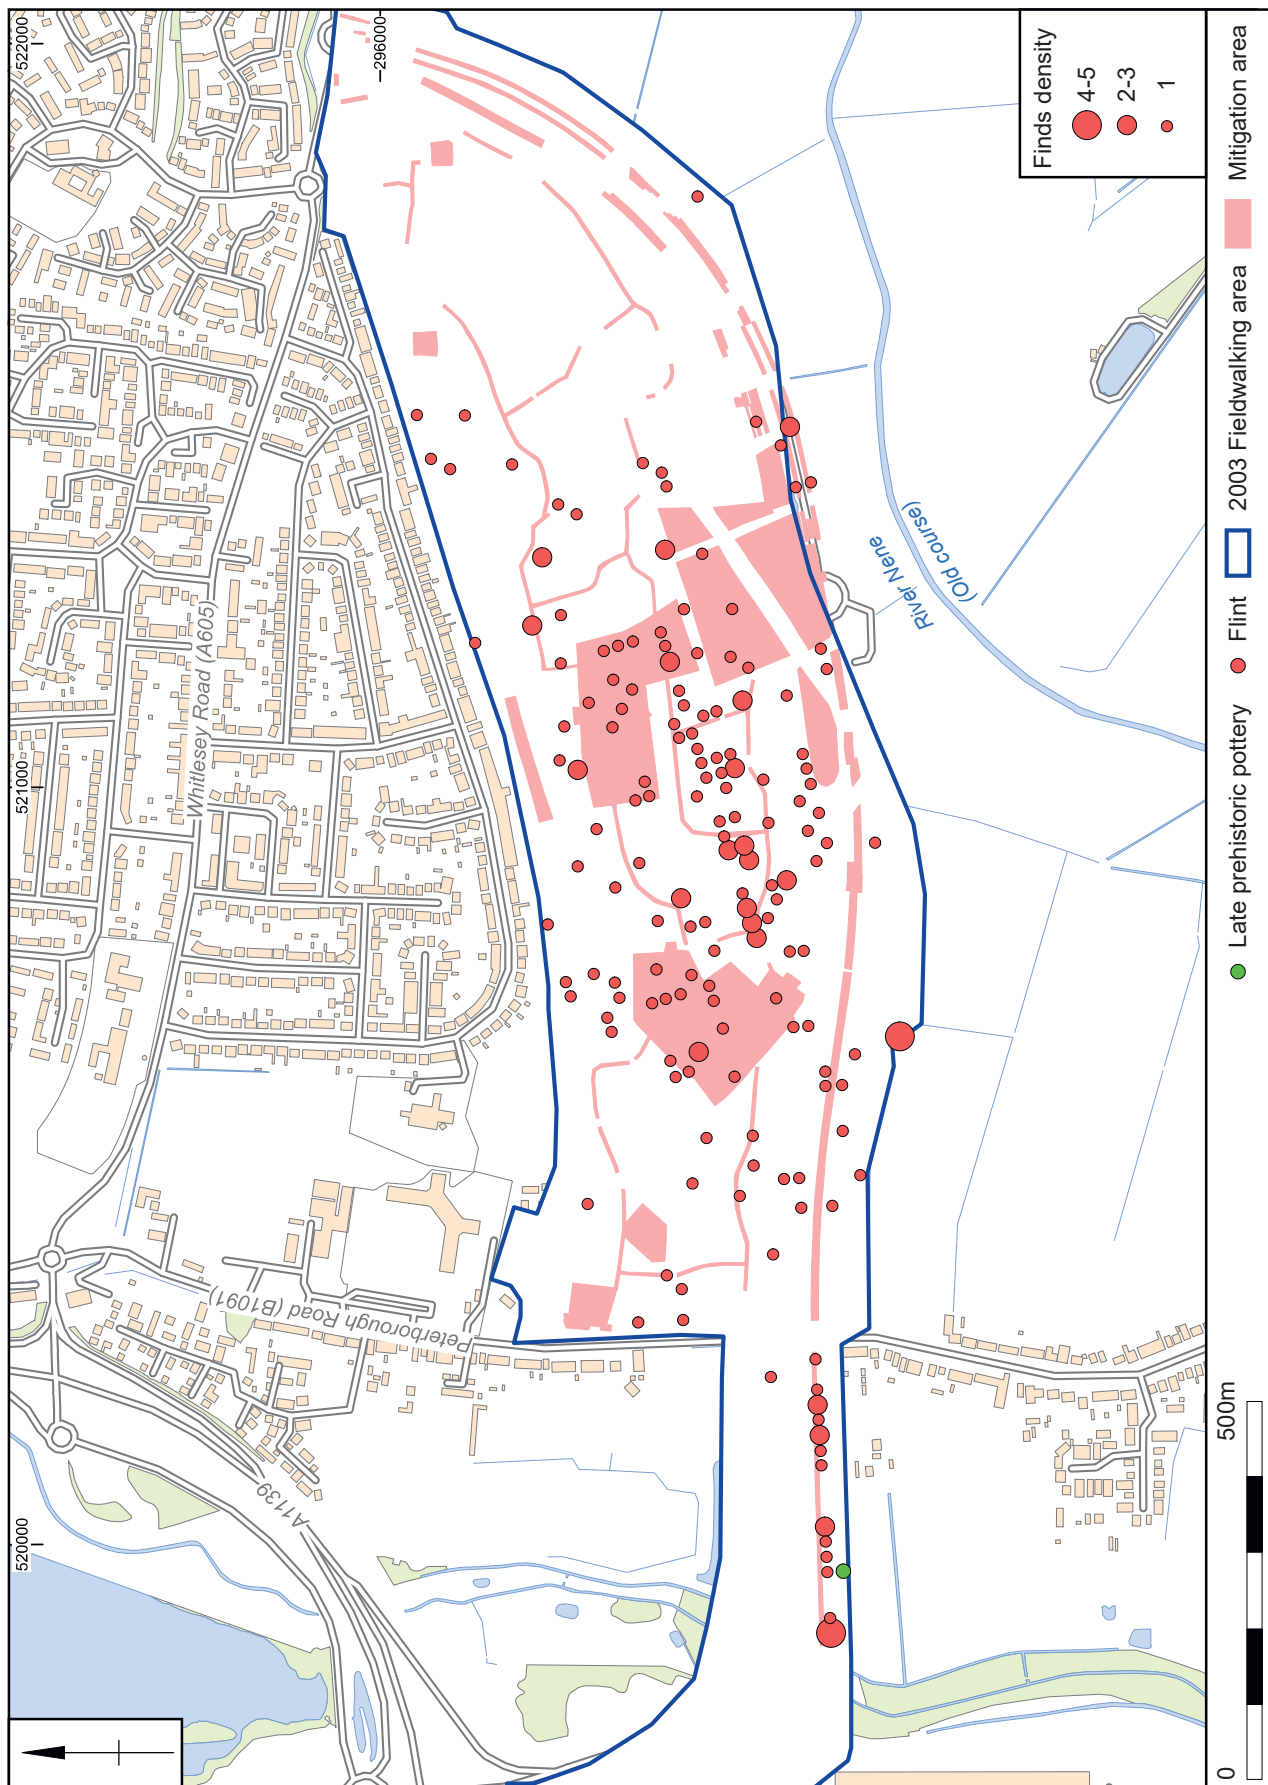 522000
296000
521000
520000
Whitlesey Road (A605)
Peterborough Road (B1091)
A1139
River Nene
(Old course)
Finds density
4-5
2-3
1
0
500m
Late prehistoric pottery
Flint
2003 Fieldwalking area
Mitigation area